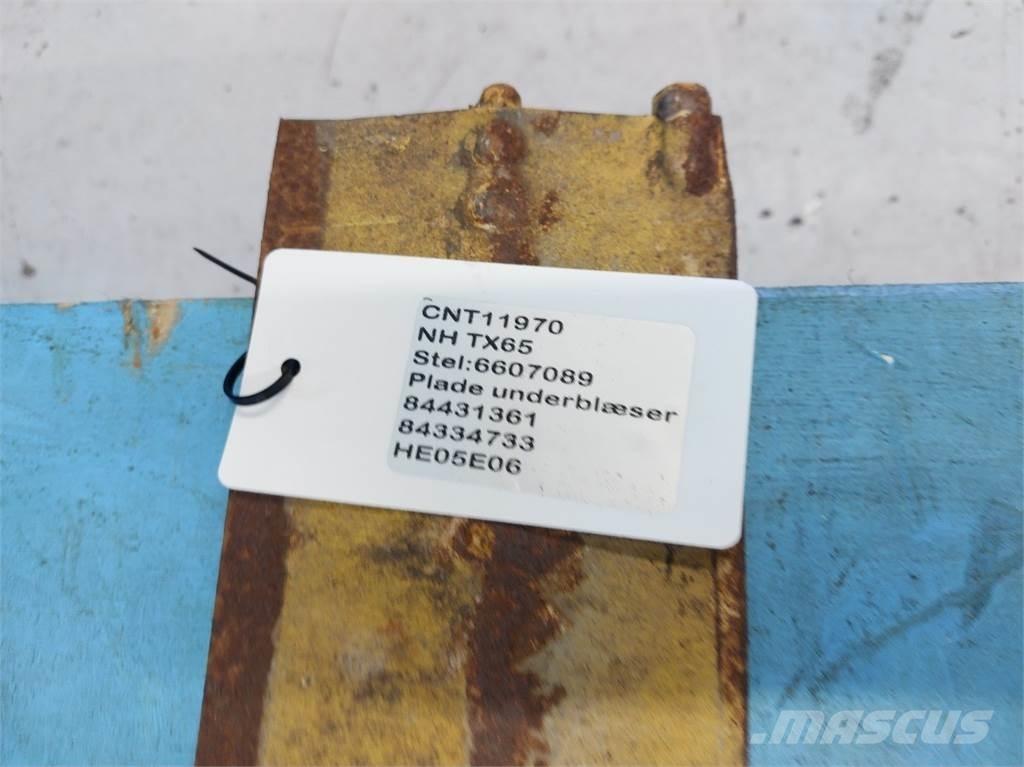 CNT11970
NH TX65
Stel:6607089
Plade underblæser
84431361
84334733
HE05E06
MASCUS